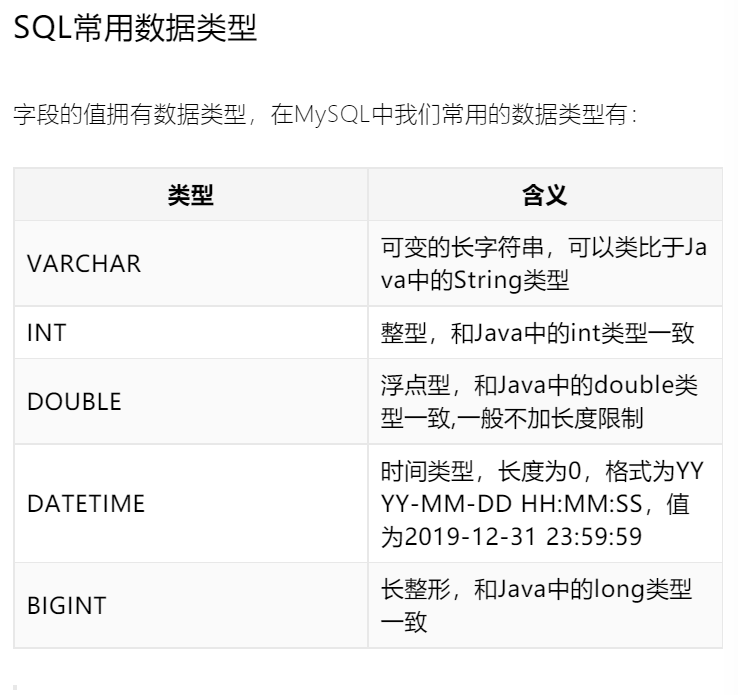 SQL常用数据类型
字段的值拥有数据类型，在MySQL中我们常用的数据类型有：
类型 含义
VARCHAR
可变的长字符串，可以类比于Ja
va中的String类型
INT
整型，和Java中的int类型一致
DOUBLE
浮点型，和Java中的double类
型一致,一般不加长度限制
DATETIME
时间类型，长度为0，格式为YY
YY-MM-DD HH:MM:SS，值
为2019-12-31 23:59:59
BIGINT
长整形，和Java中的long类型
一致